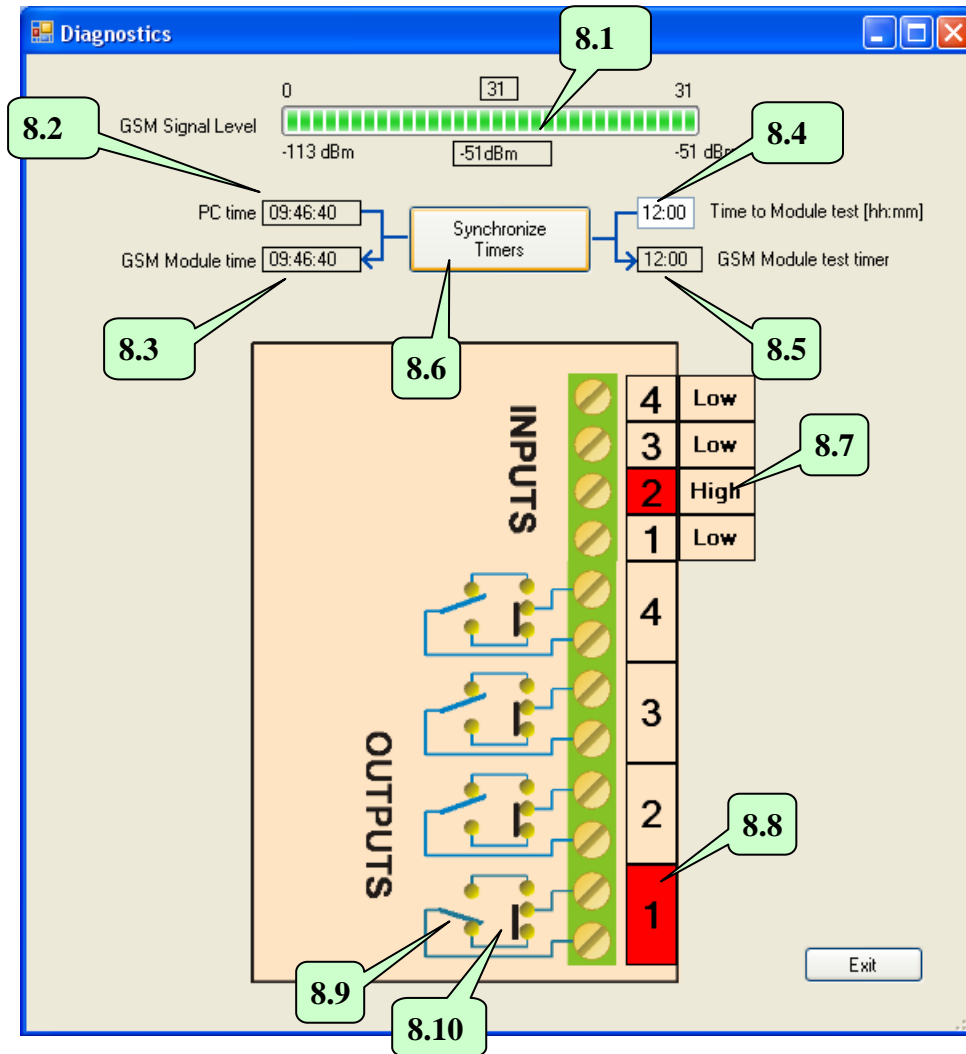 Diagnostics
8.1
0 31 31
8.2
GSM Signal Level
-113 dBm -51dBm -51 dBm
8.4
PC time 09:46:40
Synchronize
Timers
12:00 Time to Module test [hh:mm]
GSM Module time 09:46:40
12:00 GSM Module test timer
8.3
8.6
8.5
INPUTS
4 Low
3 Low
8.7
2 High
1 Low
4
3
OUTPUTS
2
8.8
1
8.9
8.10
Exit